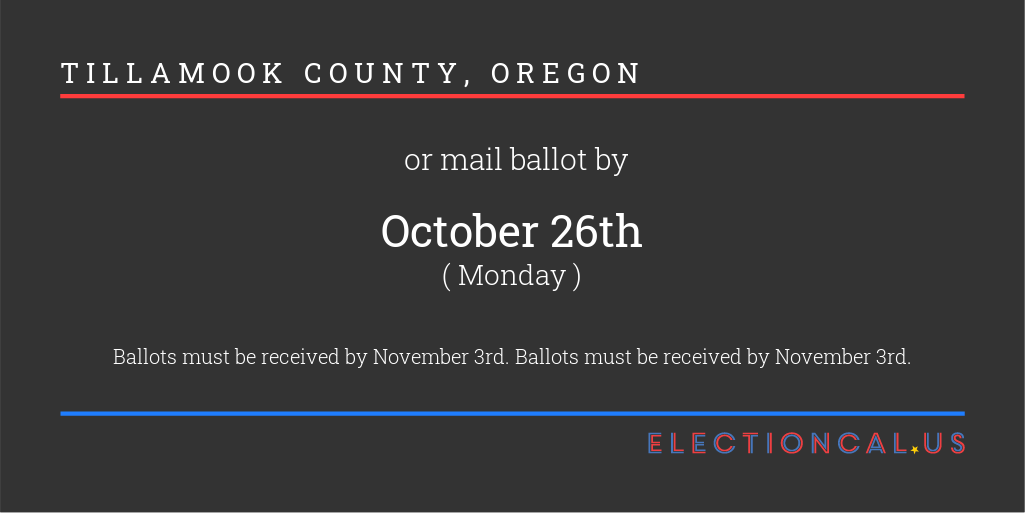 TILLAMOOK COUNTY, OREGON
or mail ballot by
October 26th
( Monday )
Ballots must be received by November 3rd. Ballots must be received by November 3rd.
ELECTIONCAL.US